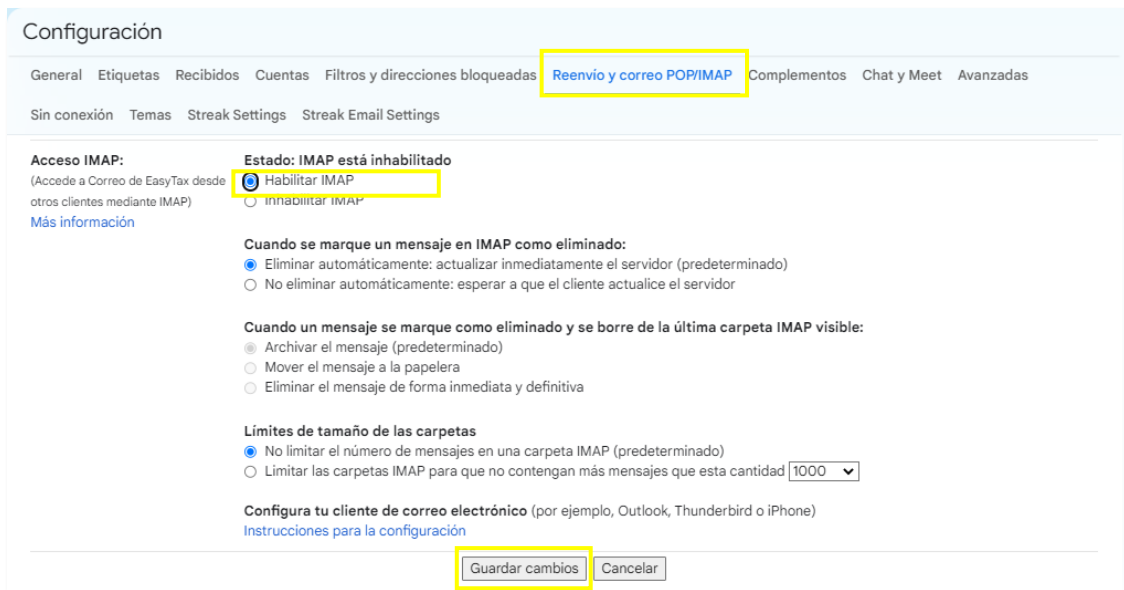 Configuración
General Etiquetas Recibidos Cuentas Filtros y direcciones bloqueadas Reenvío y correo POP/IMAP Complementos Chat y Meet Avanzadas
Sin conexión Temas Streak Settings Streak Email Settings
Acceso IMAP:
(Accede a Correo de EasyTax desde
otros clientes mediante IMAP)
Más información
Estado: IMAP está inhabilitado
Habilitar IMAP
Inhabilitar IMAP
Cuando se marque un mensaje en IMAP como eliminado:
Eliminar automáticamente: actualizar inmediatamente el servidor (predeterminado)
No eliminar automáticamente: esperar a que el cliente actualice el servidor
Cuando un mensaje se marque como eliminado y se borre de la última carpeta IMAP visible:
Archivar el mensaje (predeterminado)
Mover el mensaje a la papelera
Eliminar el mensaje de forma inmediata y definitiva
Límites de tamaño de las carpetas
No limitar el número de mensajes en una carpeta IMAP (predeterminado)
Limitar las carpetas IMAP para que no contengan más mensajes que esta cantidad 1000
Configura tu cliente de correo electrónico (por ejemplo, Outlook, Thunderbird o iPhone)
Instrucciones para la configuración
Guardar cambios Cancelar